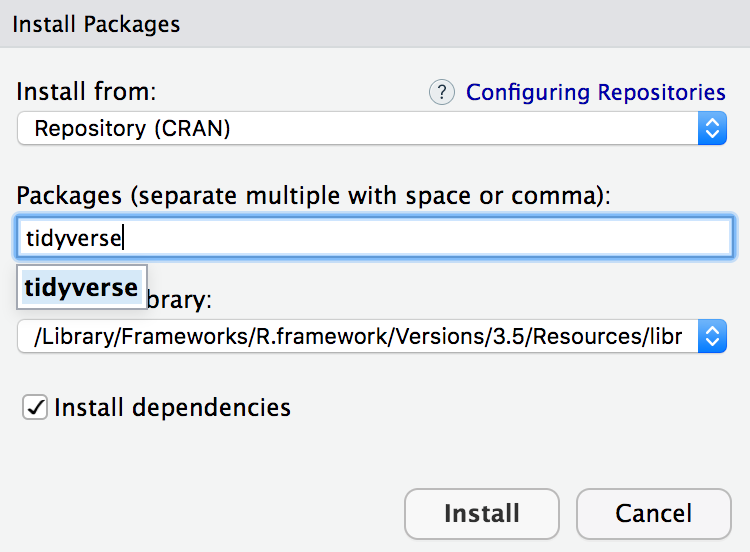 Install Packages
Install from:
? Configuring Repositories
Repository (CRAN)
Packages (separate multiple with space or comma):
tidyverse
tidyverse
brary:
/Library/Frameworks/R.framework/Versions/3.5/Resources/libr
Install dependencies
Install
Cancel